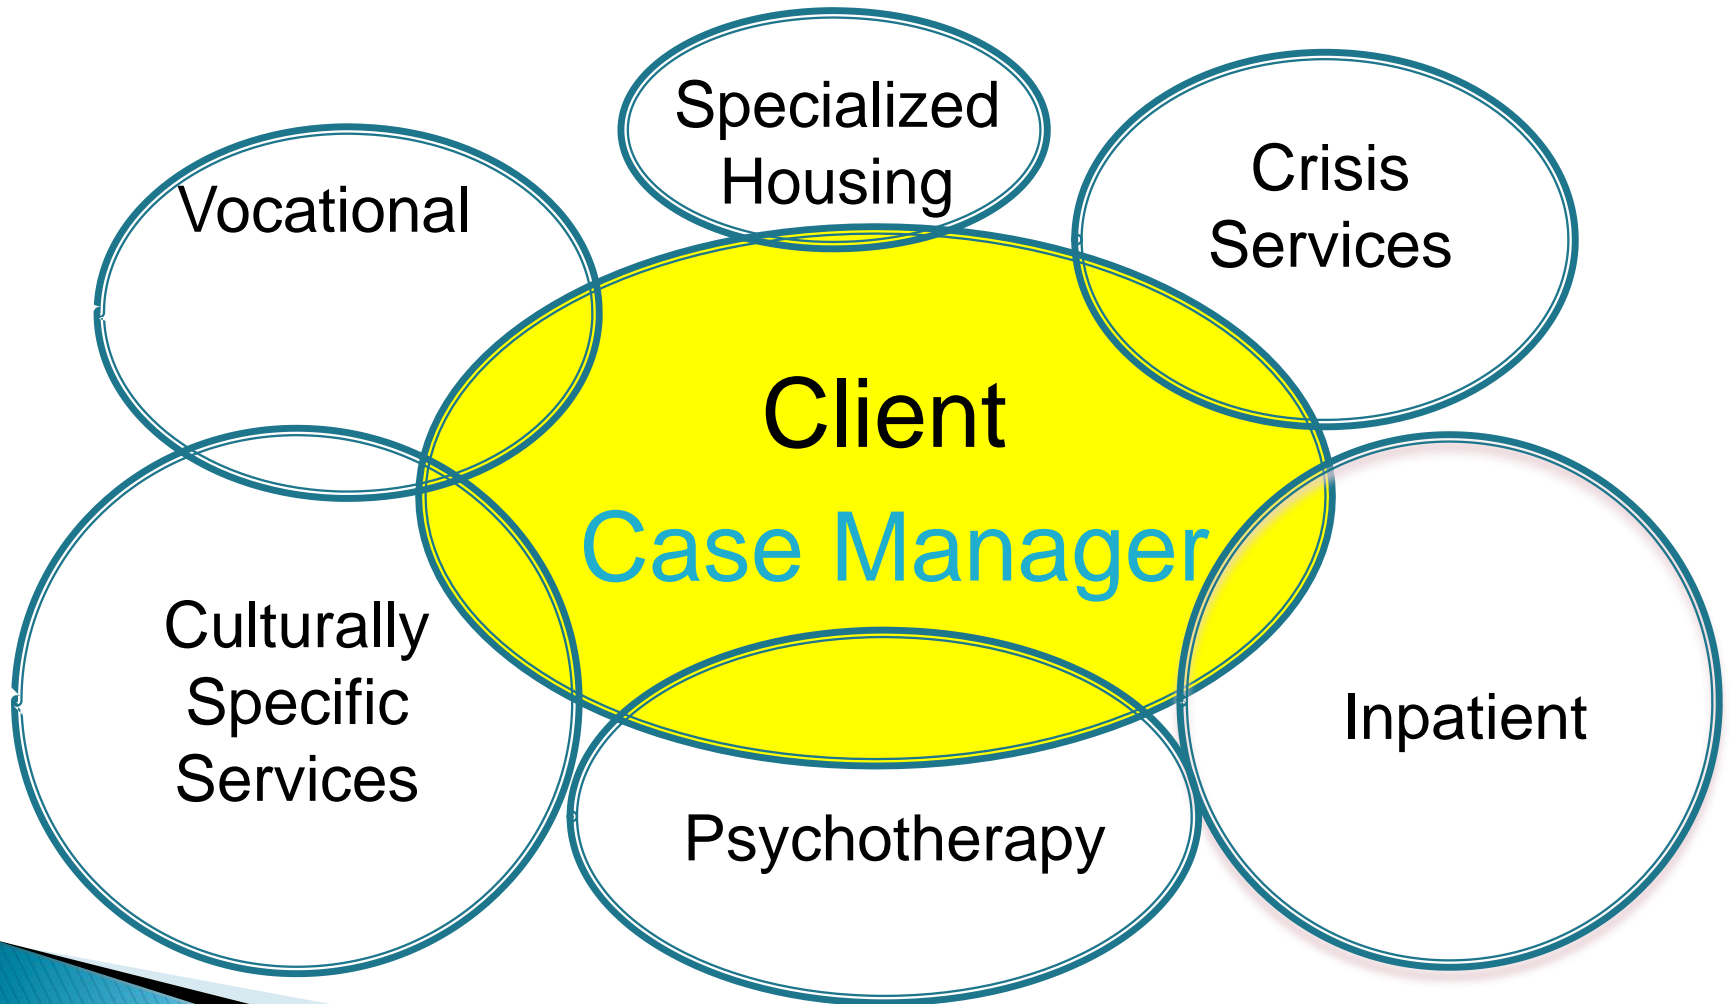 Specialized
Housing
Crisis
Services
Vocational
Client
Case Manager
Culturally
Specific
Services
Inpatient
Psychotherapy